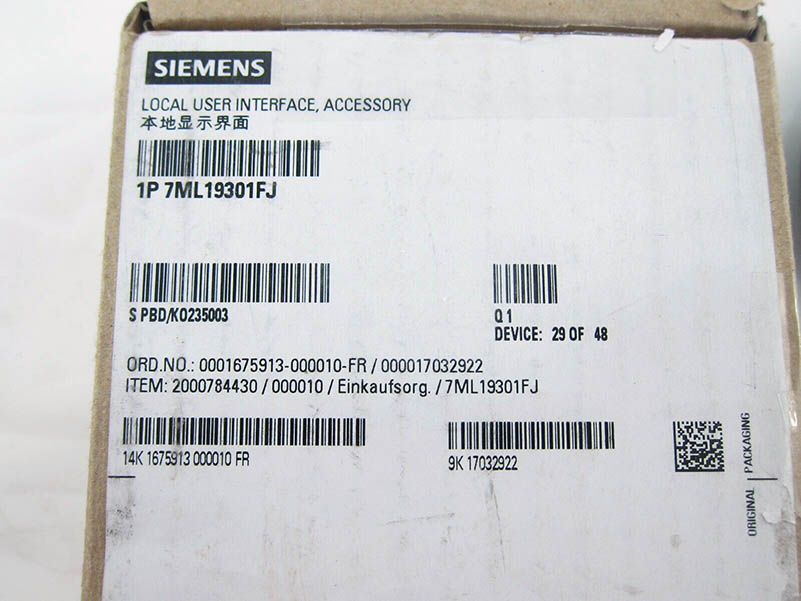 SIEMENS
LOCAL USER INTERFACE, ACCESSORY
本地显示界面
1P 7ML19301FJ
S PBD/K0235003
Q 1
DEVICE: 29 OF 48
ORD.NO.: 0001675913-000010-FR / 000017032922
ITEM: 2000784430 / 000010 / Einkaufsorg. / 7ML19301FJ
14K 1675913 000010 FR
9K 17032922
ORIGINAL PACKAGING